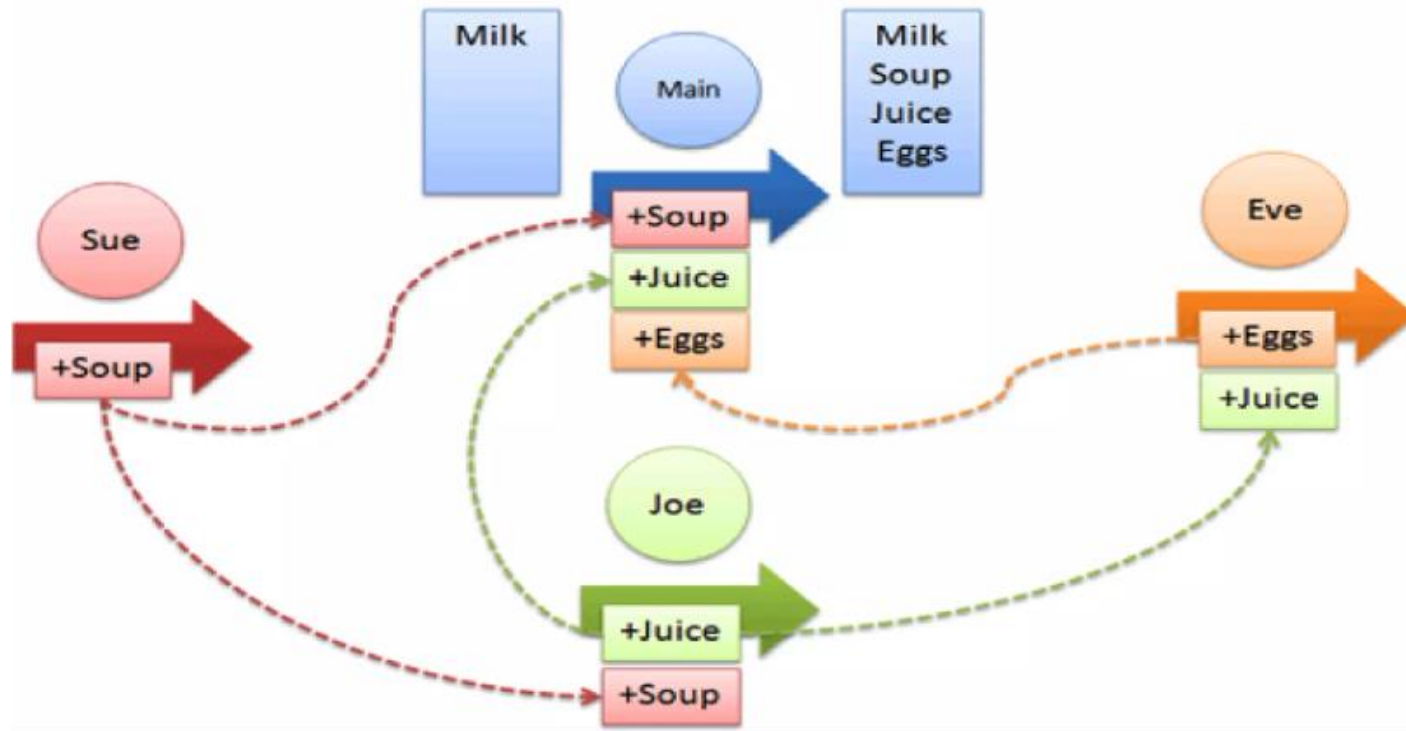 Milk
Main
Milk
Soup
Juice
Eggs
Sue
+Soup
+Soup
+Juice
+Eggs
Eve
+Eggs
+Juice
Joe
+Juice
+Soup